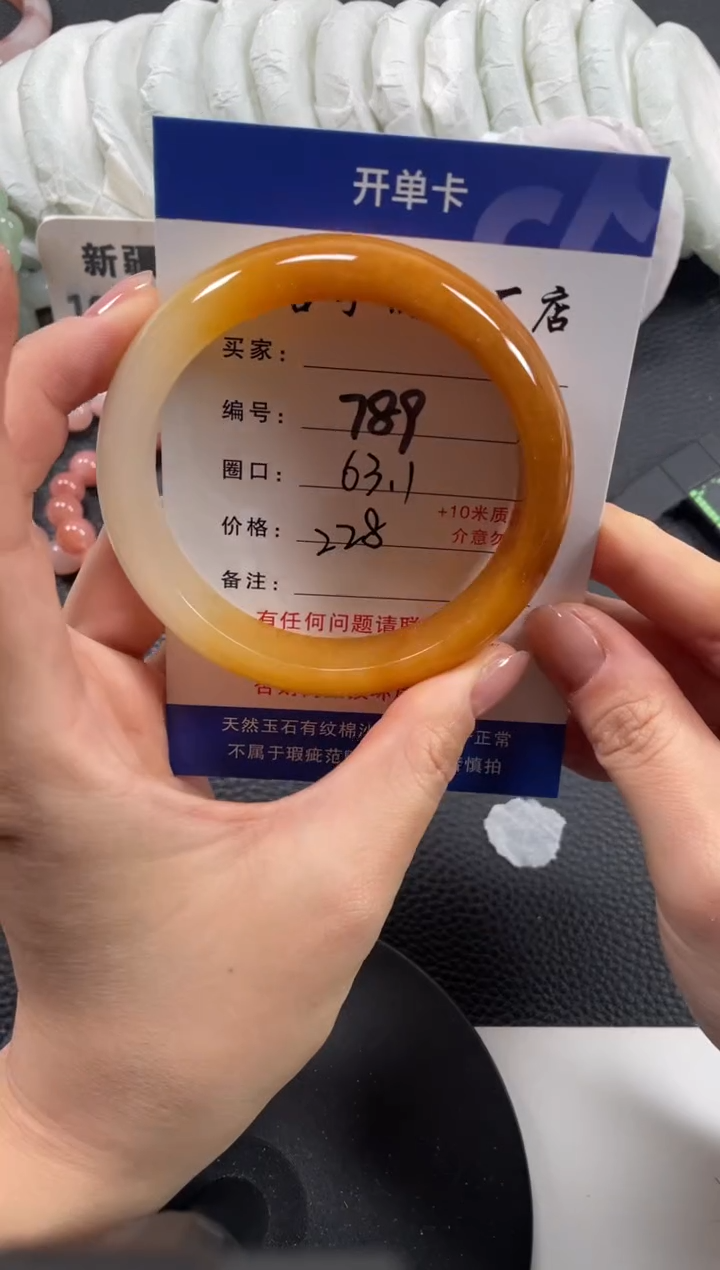 开单卡
新疆
店
买家：
编号： 789
圈口： 63.1
价格： 228
+10米质
介意勿
备注：
有任何问题请联
天然玉石有纹棉
正常
不属于瑕疵范
慎拍